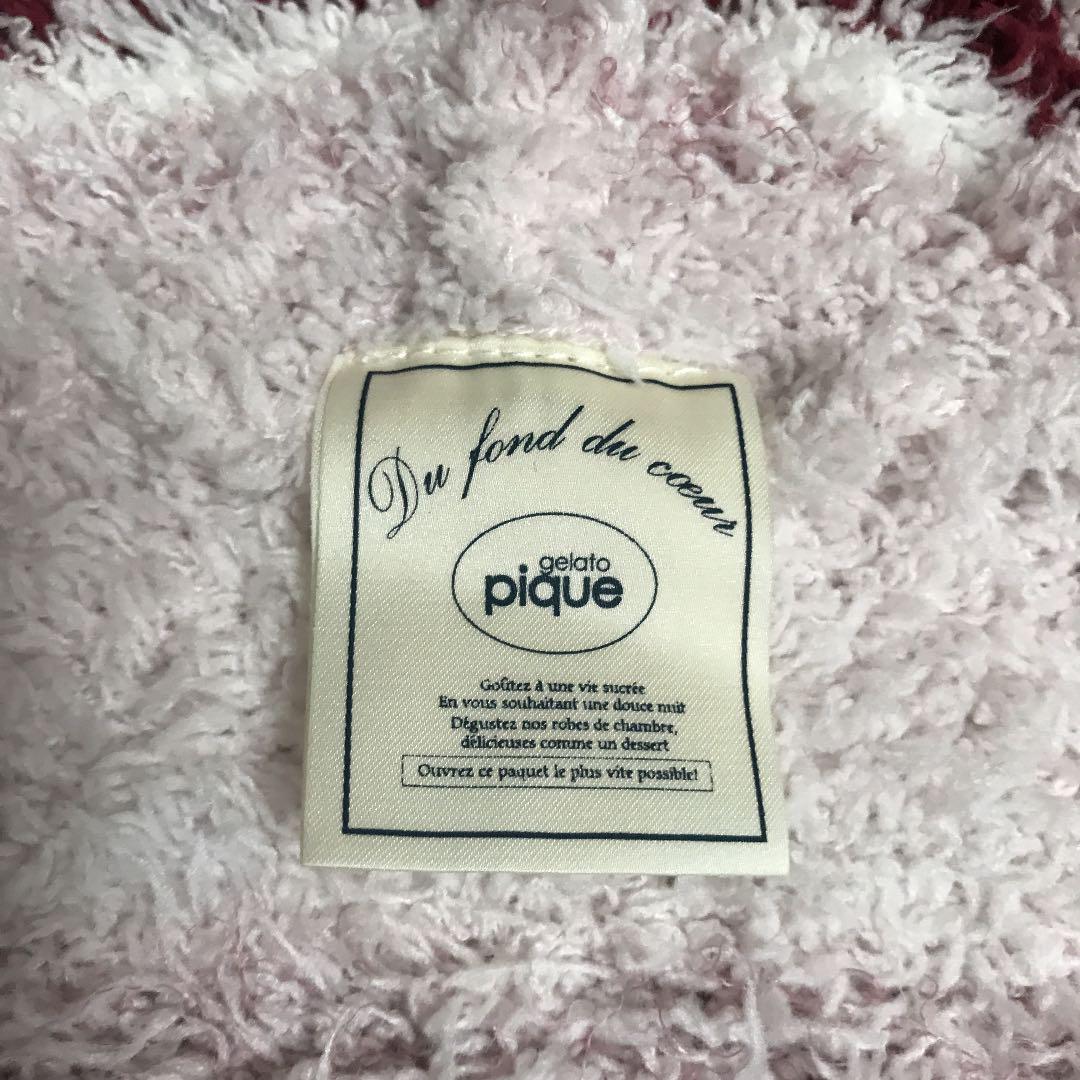 Du fond du cœur
gelato
pique
Goûtez à une vie sucrée
En vous souhaitant une douce nuit
Dégustez nos robes de chambre,
délicieuses comme un dessert
Ouvrez ce paquet le plus vite possible!